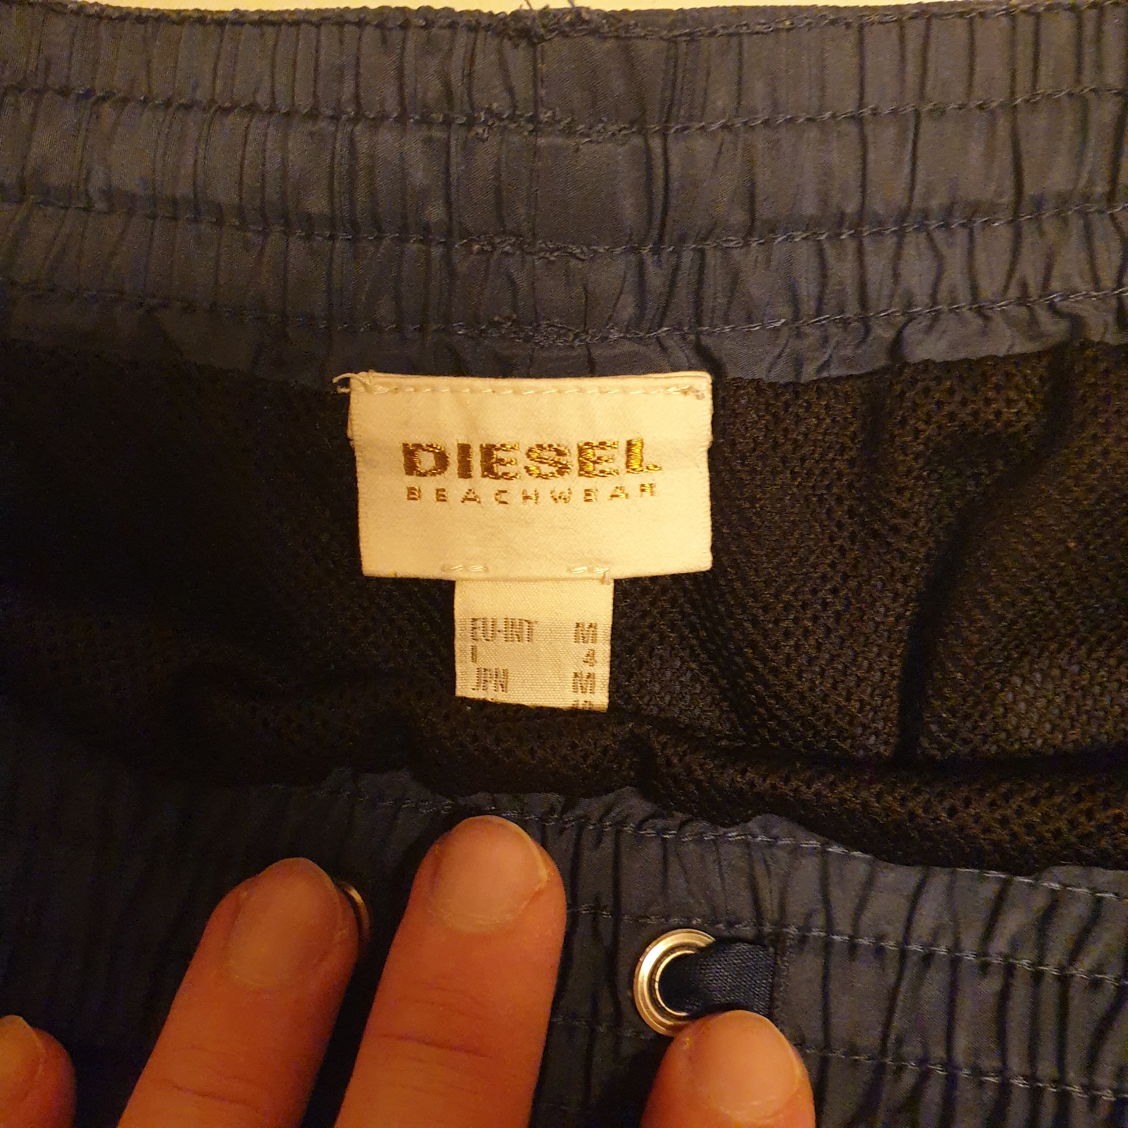 DIESEL
BEACHWEAR
EU-INT M
I 4
JPN M